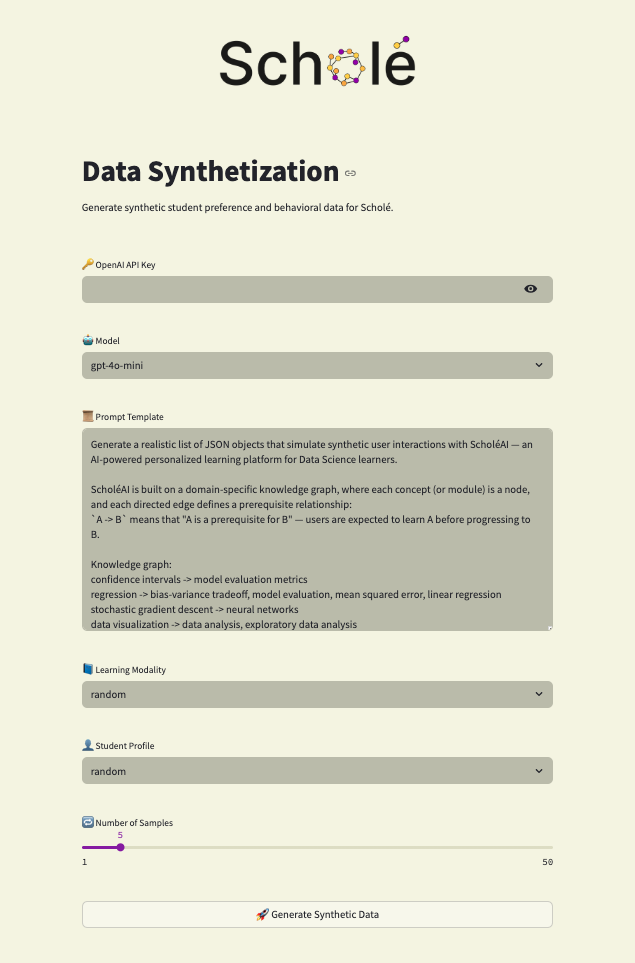 Scholé
Data Synthetization
Generate synthetic student preference and behavioral data for Scholé.
OpenAI API Key
Model
gpt-4o-mini
Prompt Template
Generate a realistic list of JSON objects that simulate synthetic user interactions with ScholéAI — an
AI-powered personalized learning platform for Data Science learners.
ScholéAI is built on a domain-specific knowledge graph, where each concept (or module) is a node,
and each directed edge defines a prerequisite relationship:
`A -> B` means that "A is a prerequisite for B" — users are expected to learn A before progressing to
B.
Knowledge graph:
confidence intervals -> model evaluation metrics
regression -> bias-variance tradeoff, model evaluation, mean squared error, linear regression
stochastic gradient descent -> neural networks
data visualization -> data analysis, exploratory data analysis
Learning Modality
random
Student Profile
random
Number of Samples
5
1 50
Generate Synthetic Data